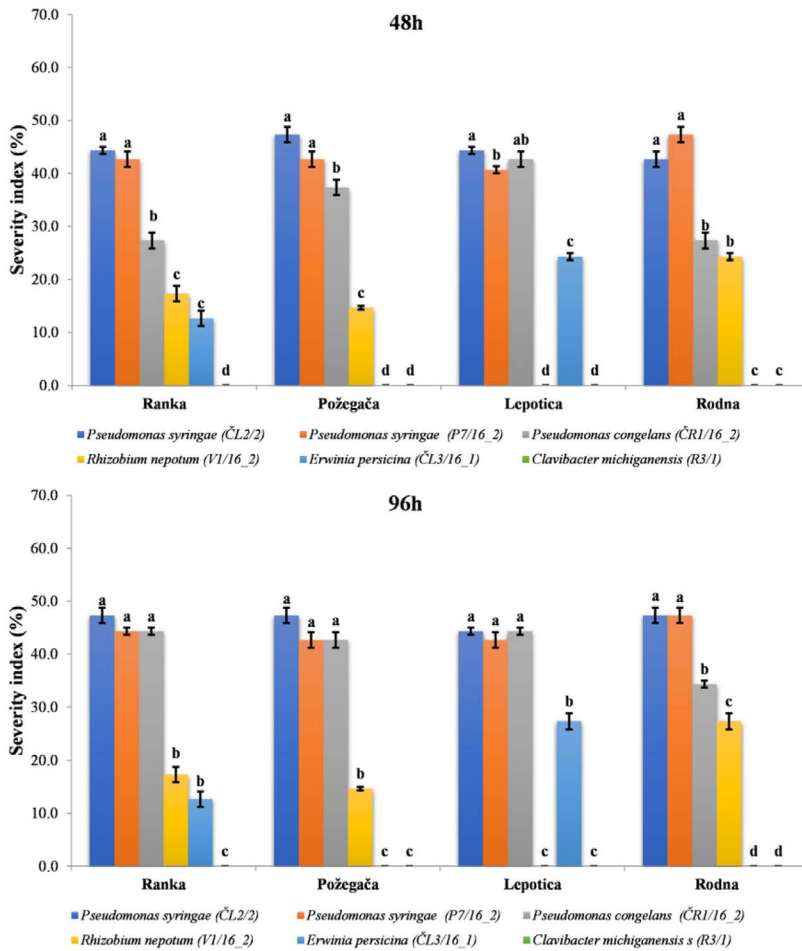 48h
Severity index (%)
70.0
60.0
50.0
40.0
30.0
20.0
10.0
0.0
a a b c c d
a a b c d d
a b ab d c d
a a b b c c
Ranka Požegača Lepotica Rodna
Pseudomonas syringae (ČL2/2) Pseudomonas syringae (P7/16_2) Pseudomonas congelans (ČR1/16_2)
Rhizobium nepotum (V1/16_2) Erwinia persicina (ČL3/16_1) Clavibacter michiganensis (R3/1)
96h
Severity index (%)
70.0
60.0
50.0
40.0
30.0
20.0
10.0
0.0
a a a b b c
a a a b c c
a a a c b c
a a b c d d
Ranka Požegača Lepotica Rodna
Pseudomonas syringae (ČL2/2) Pseudomonas syringae (P7/16_2) Pseudomonas congelans (ČR1/16_2)
Rhizobium nepotum (V1/16_2) Erwinia persicina (ČL3/16_1) Clavibacter michiganensis s (R3/1)